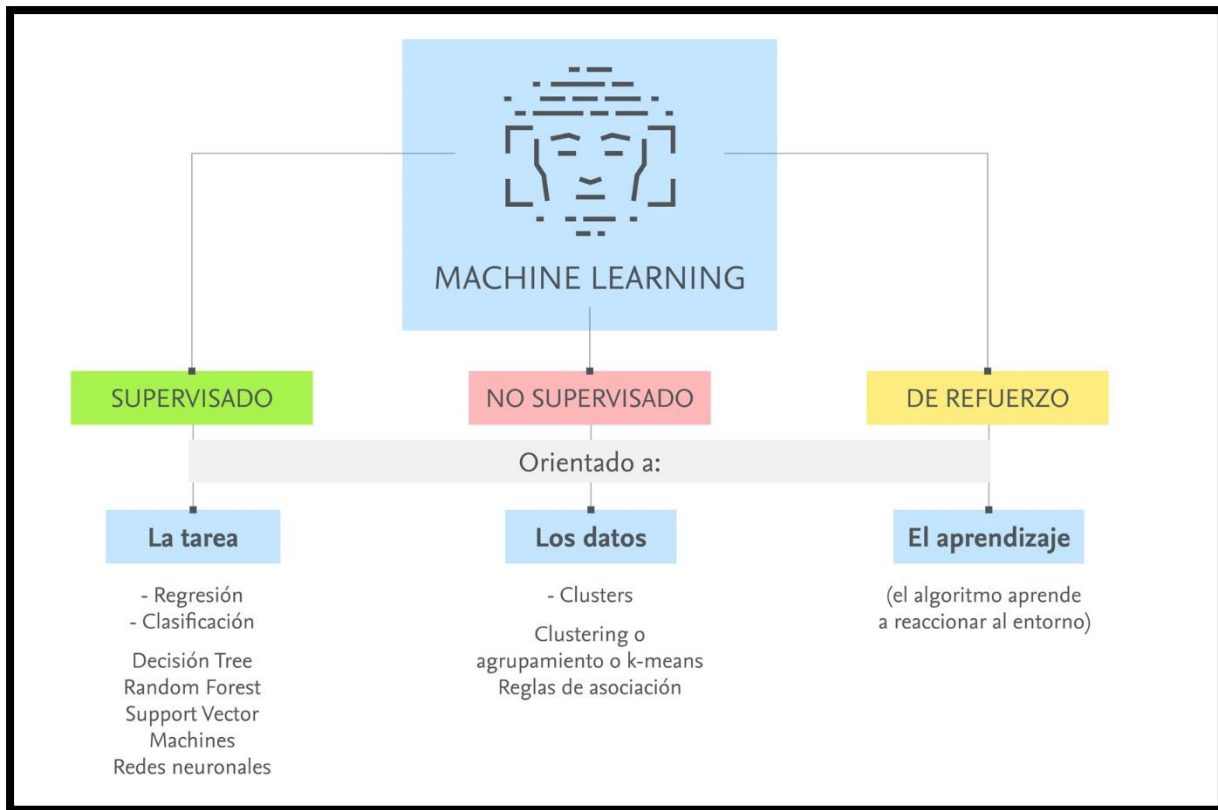 MACHINE LEARNING
SUPERVISADO
NO SUPERVISADO
DE REFUERZO
Orientado a:
La tarea
- Regresión
- Clasificación
Decisión Tree
Random Forest
Support Vector
Machines
Redes neuronales
Los datos
- Clusters
Clustering o
agrupamiento o k-means
Reglas de asociación
El aprendizaje
(el algoritmo aprende
a reaccionar al entorno)